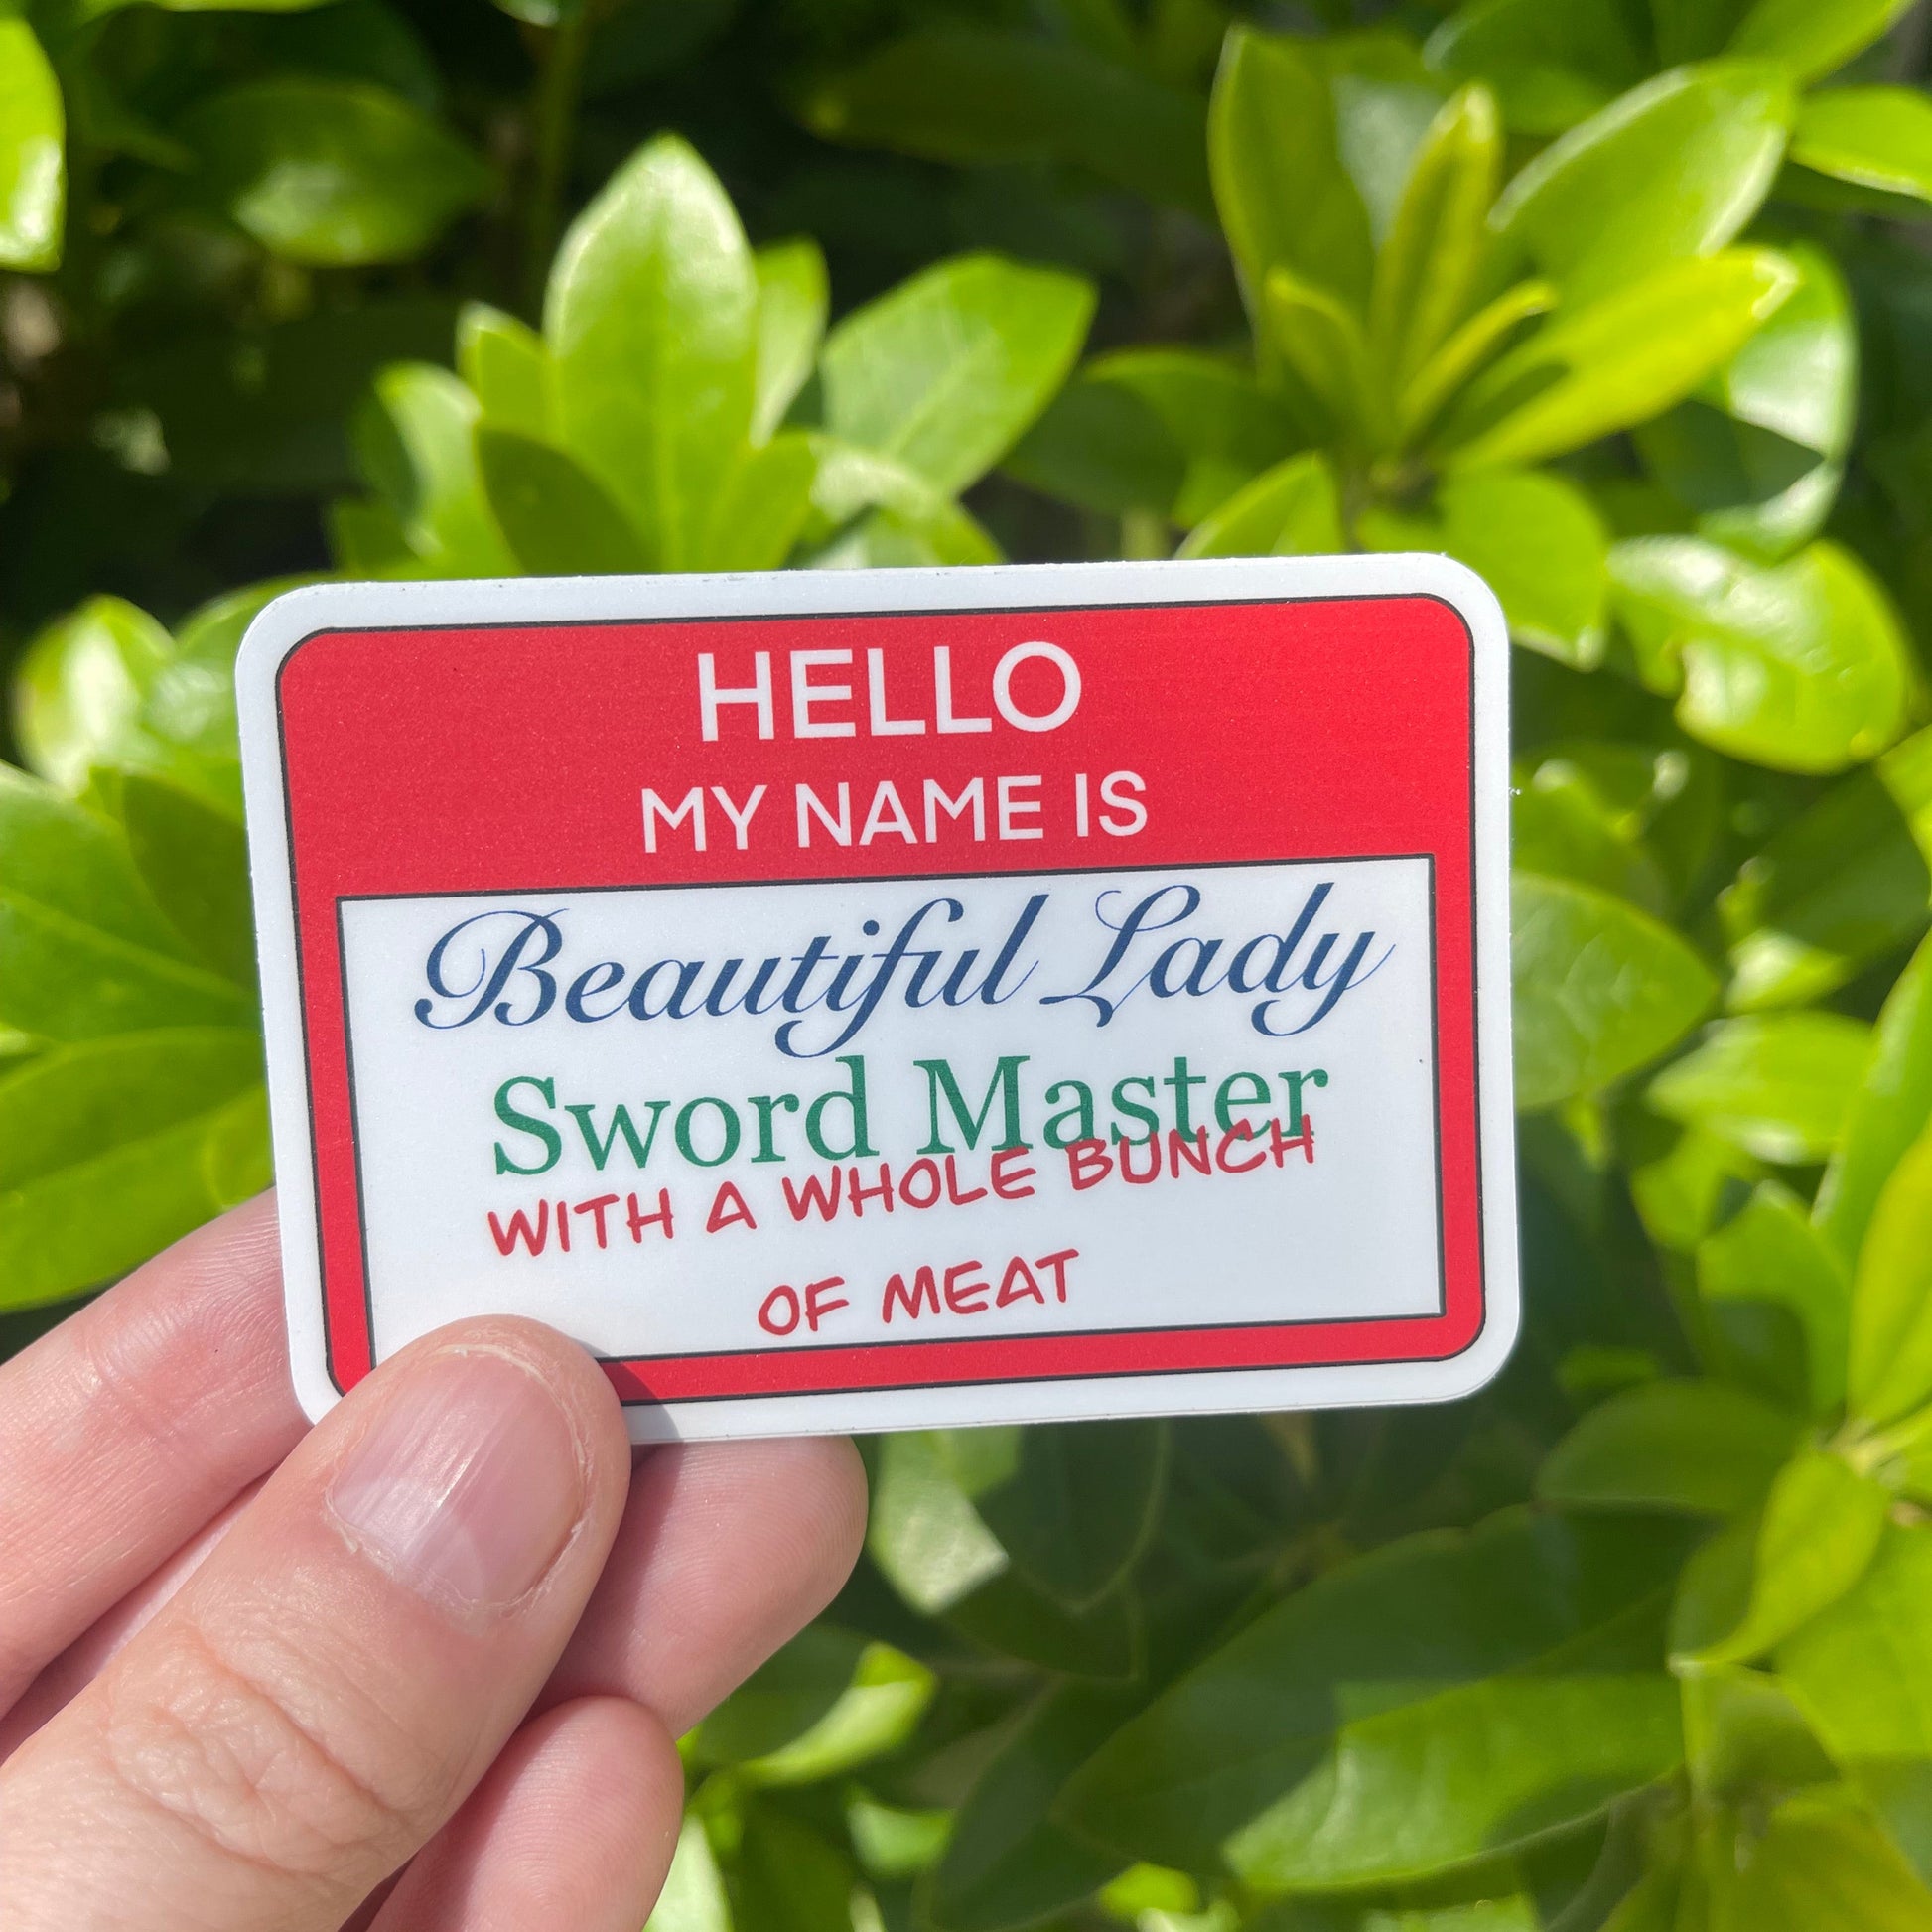 HELLO
MY NAME IS
Beautiful Lady
Sword Master
WITH A WHOLE BUNCH
OF MEAT